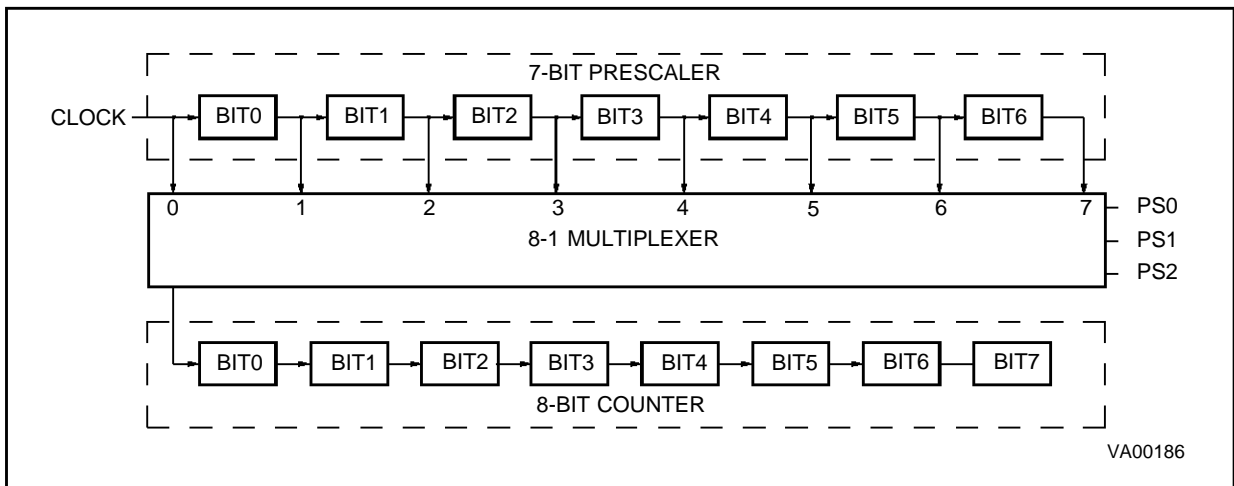 7-BIT PRESCALER
CLOCK BIT0 BIT1 BIT2 BIT3 BIT4 BIT5 BIT6
0 1 2 3 4 5 6 7 PS0
8-1 MULTIPLEXER PS1
PS2
BIT0 BIT1 BIT2 BIT3 BIT4 BIT5 BIT6 BIT7
8-BIT COUNTER
VA00186